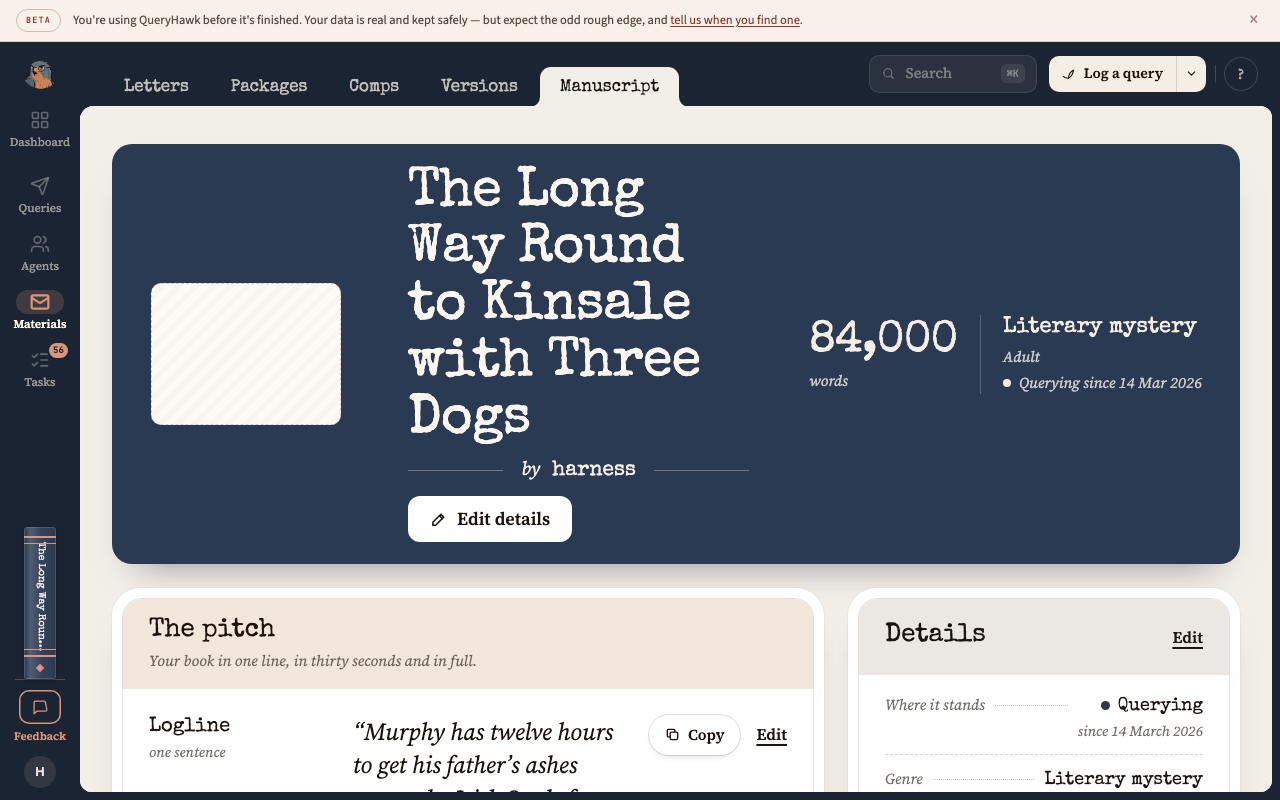 BETA
You're using QueryHawk before it's finished. Your data is real and kept safely — but expect the odd rough edge, and tell us when you find one.
×
Letters
Packages
Comps
Versions
Manuscript
Search
⌘K
Log a query
?
Dashboard
Queries
Agents
Materials
56
Tasks
The Long Way Roun...
Feedback
H
The Long
Way Round
to Kinsale
with Three
Dogs
by harness
Edit details
84,000
words
Literary mystery
Adult
Querying since 14 Mar 2026
The pitch
Your book in one line, in thirty seconds and in full.
Logline
one sentence
“Murphy has twelve hours
to get his father’s ashes
Copy
Edit
Details
Edit
Where it stands
Querying
since 14 March 2026
Genre
Literary mystery